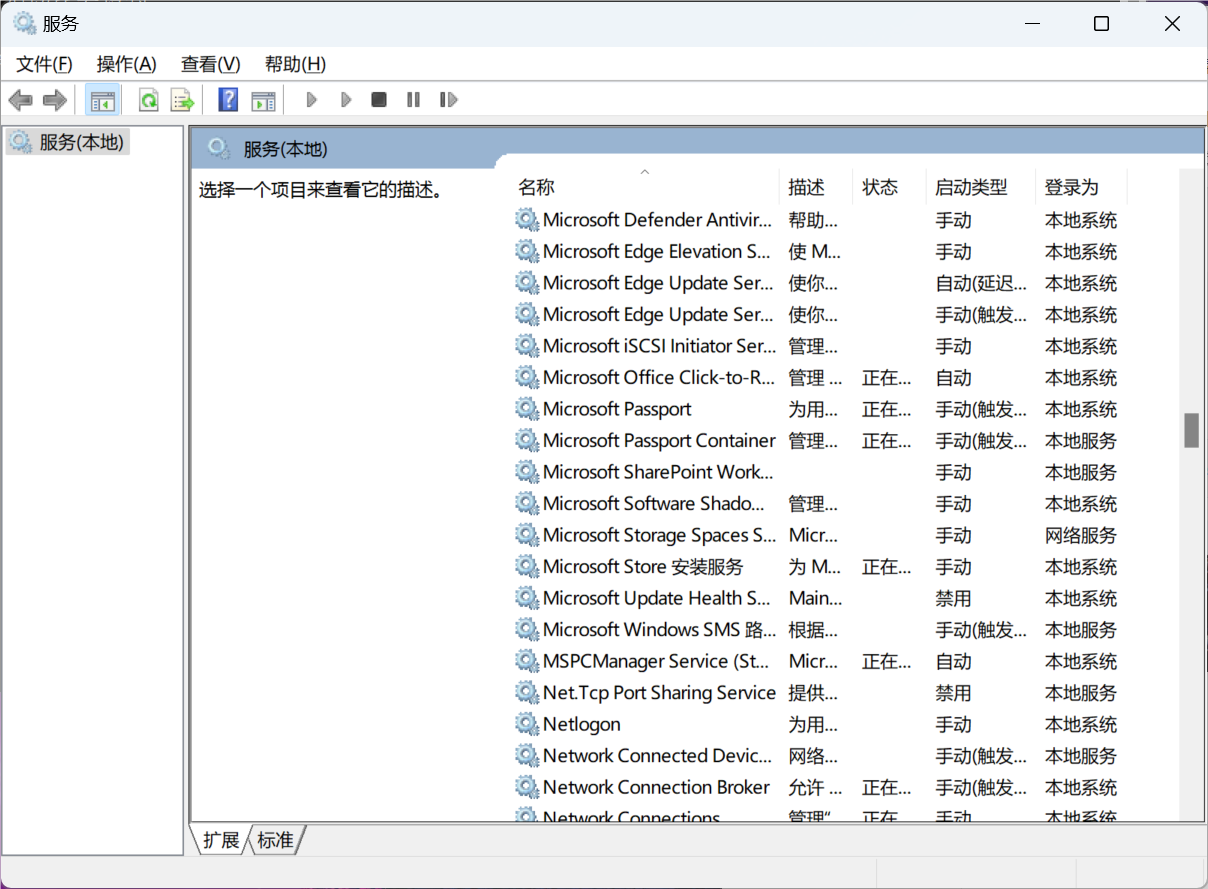 服务
文件(F) 操作(A) 查看(V) 帮助(H)
服务(本地)
服务(本地)
选择一个项目来查看它的描述。
名称 描述 状态 启动类型 登录为
Microsoft Defender Antivir... 帮助... 手动 本地系统
Microsoft Edge Elevation S... 使 M... 手动 本地系统
Microsoft Edge Update Ser... 使你... 自动(延迟... 本地系统
Microsoft Edge Update Ser... 使你... 手动(触发... 本地系统
Microsoft iSCSI Initiator Ser... 管理... 手动 本地系统
Microsoft Office Click-to-R... 管理 ... 正在... 自动 本地系统
Microsoft Passport 为用... 正在... 手动(触发... 本地系统
Microsoft Passport Container 管理... 正在... 手动(触发... 本地服务
Microsoft SharePoint Work... 手动 本地服务
Microsoft Software Shado... 管理... 手动 本地系统
Microsoft Storage Spaces S... Micr... 手动 网络服务
Microsoft Store 安装服务 为 M... 正在... 手动 本地系统
Microsoft Update Health S... Main... 禁用 本地系统
Microsoft Windows SMS 路... 根据... 手动(触发... 本地服务
MSPCManager Service (St... Micr... 正在... 自动 本地系统
Net.Tcp Port Sharing Service 提供... 禁用 本地服务
Netlogon 为用... 手动 本地系统
Network Connected Devic... 网络... 手动(触发... 本地服务
Network Connection Broker 允许 ... 正在... 手动(触发... 本地系统
Network Connections 管理“ 正在 手动 本地系统
扩展 标准